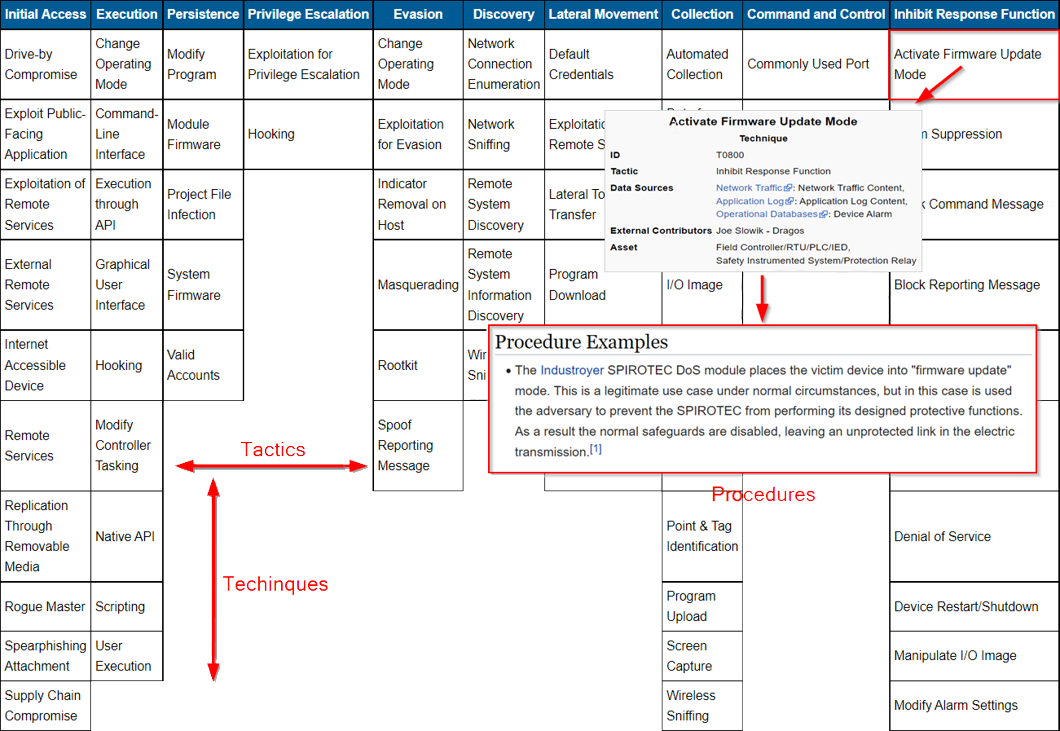 Initial Access
Execution
Persistence
Privilege Escalation
Evasion
Discovery
Lateral Movement
Collection
Command and Control
Inhibit Response Function
Drive-by
Compromise
Change
Operating
Mode
Modify
Program
Exploitation for
Privilege Escalation
Change
Operating
Mode
Network
Connection
Enumeration
Default
Credentials
Automated
Collection
Commonly Used Port
Activate Firmware Update
Mode
Exploit Public-
Facing
Application
Command-
Line
Interface
Module
Firmware
Hooking
Exploitation
for Evasion
Network
Sniffing
Remote
Suppression
Exploitation of
Remote
Services
Execution
through
API
Project File
Infection
Indicator
Removal on
Host
Remote
System
Discovery
Lateral
Transfer
Command Message
External
Remote
Services
Graphical
User
Interface
System
Firmware
Masquerading
Remote
System
Information
Discovery
Program
Download
I/O Image
Block Reporting Message
Internet
Accessible
Device
Hooking
Valid
Accounts
Rootkit
Remote
Services
Modify
Controller
Tasking
Spoof
Reporting
Message
Replication
Through
Removable
Media
Native API
Point & Tag
Identification
Denial of Service
Rogue Master
Scripting
Program
Upload
Device Restart/Shutdown
Spearphishing
Attachment
User
Execution
Screen
Capture
Manipulate I/O Image
Supply Chain
Compromise
Wireless
Sniffing
Modify Alarm Settings
Activate Firmware Update Mode
Technique
ID T0800
Tactic Inhibit Response Function
Data Sources Network Traffic: Network Traffic Content,
Application Log: Application Log Content,
Operational Databases: Device Alarm
External Contributors Joe Slowik - Dragos
Asset Field Controller/RTU/PLC/IED,
Safety Instrumented System/Protection Relay
Procedure Examples
• The Industroyer SPIROTEC DoS module places the victim device into "firmware update"
mode. This is a legitimate use case under normal circumstances, but in this case is used
the adversary to prevent the SPIROTEC from performing its designed protective functions.
As a result the normal safeguards are disabled, leaving an unprotected link in the electric
transmission.[1]
Tactics
Techinques
Procedures